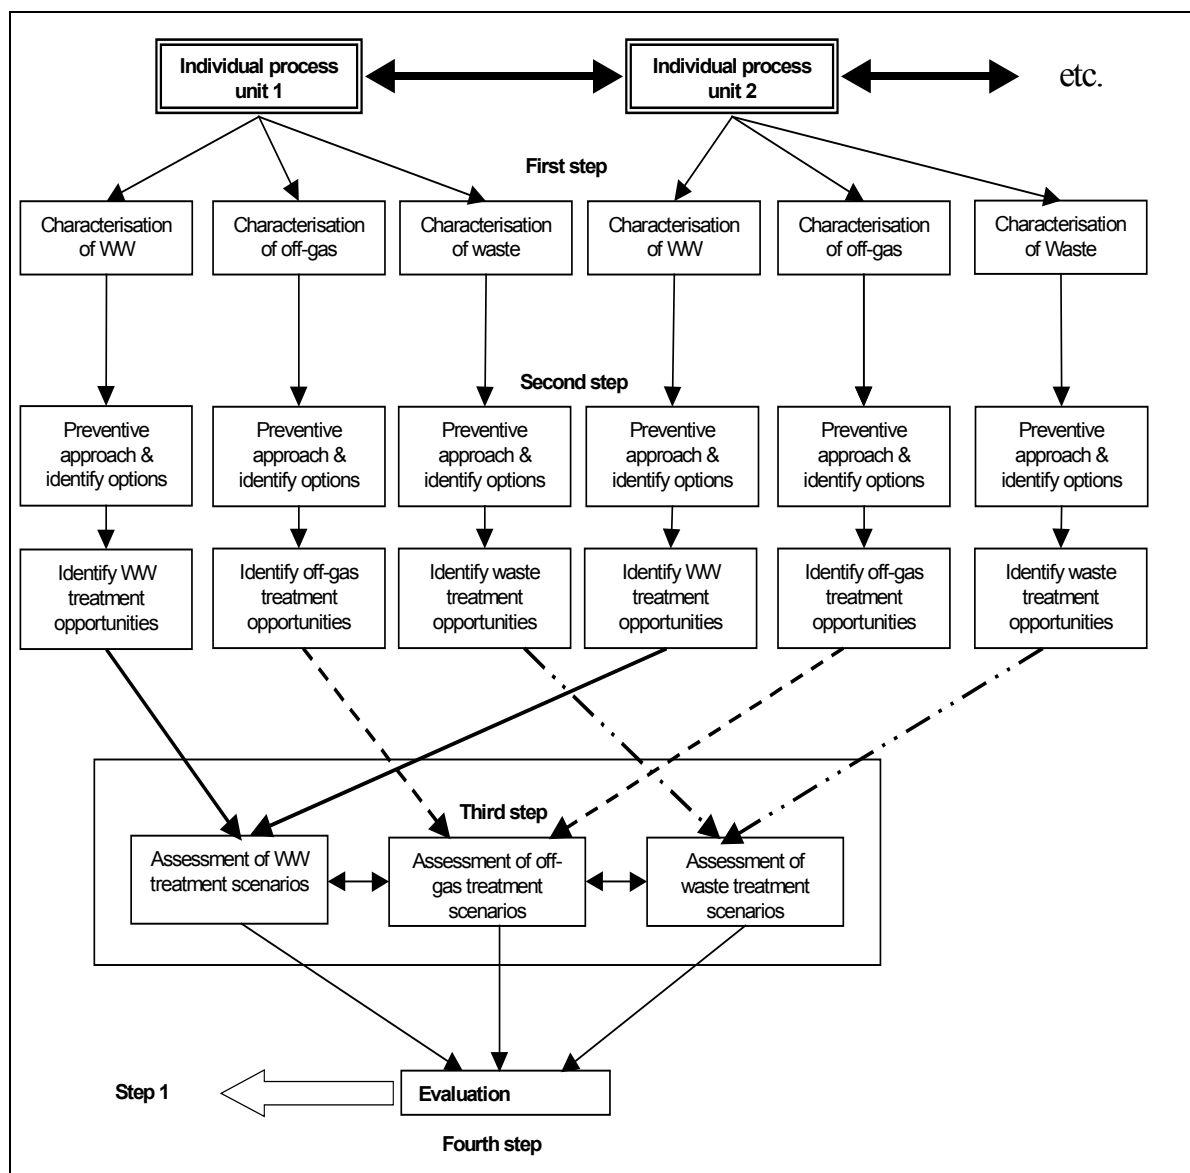 Individual process
unit 1
Individual process
unit 2
etc.
First step
Characterisation
of WW
Characterisation
of off-gas
Characterisation
of waste
Characterisation
of WW
Characterisation
of off-gas
Characterisation
of Waste
Second step
Preventive
approach &
identify options
Preventive
approach &
identify options
Preventive
approach &
identify options
Preventive
approach &
identify options
Preventive
approach &
identify options
Preventive
approach &
identify options
Identify WW
treatment
opportunities
Identify off-gas
treatment
opportunities
Identify waste
treatment
opportunities
Identify WW
treatment
opportunities
Identify off-gas
treatment
opportunities
Identify waste
treatment
opportunities
Third step
Assessment of WW
treatment scenarios
Assessment of off-
gas treatment
scenarios
Assessment of
waste treatment
scenarios
Step 1
Evaluation
Fourth step